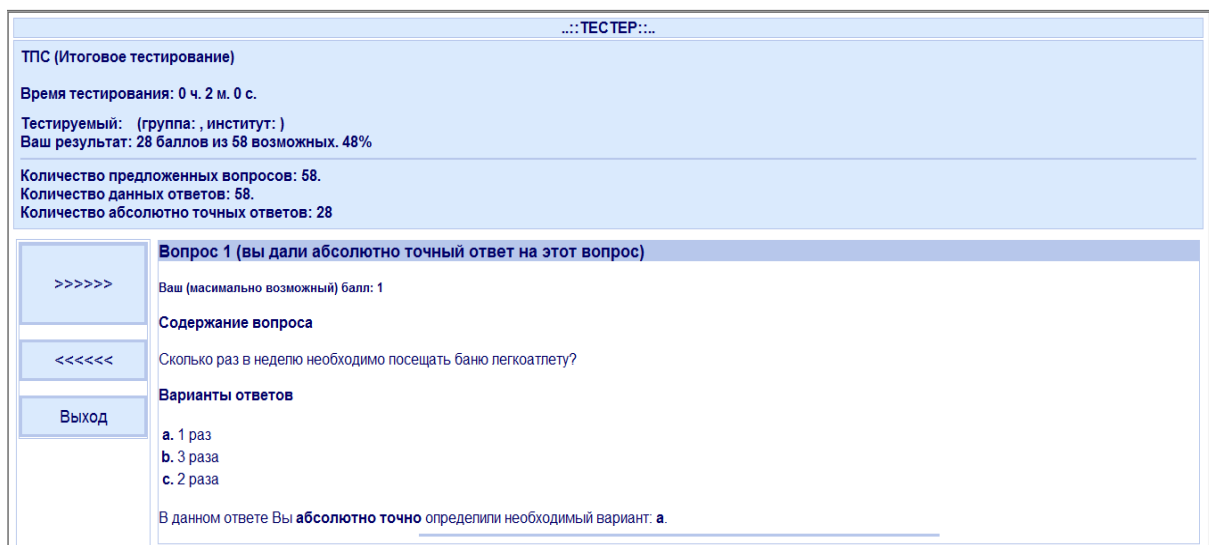 ..::ТЕСТЕР::..
ТПС (Итоговое тестирование)
Время тестирования: 0 ч. 2 м. 0 с.
Тестируемый: (группа: , институт: )
Ваш результат: 28 баллов из 58 возможных. 48%
Количество предложенных вопросов: 58.
Количество данных ответов: 58.
Количество абсолютно точных ответов: 28
>>>>>>
<<<<<<
Выход
Вопрос 1 (вы дали абсолютно точный ответ на этот вопрос)
Ваш (масимально возможный) балл: 1
Содержание вопроса
Сколько раз в неделю необходимо посещать баню легкоатлету?
Варианты ответов
a. 1 раз
b. 3 раза
c. 2 раза
В данном ответе Вы абсолютно точно определили необходимый вариант: a.